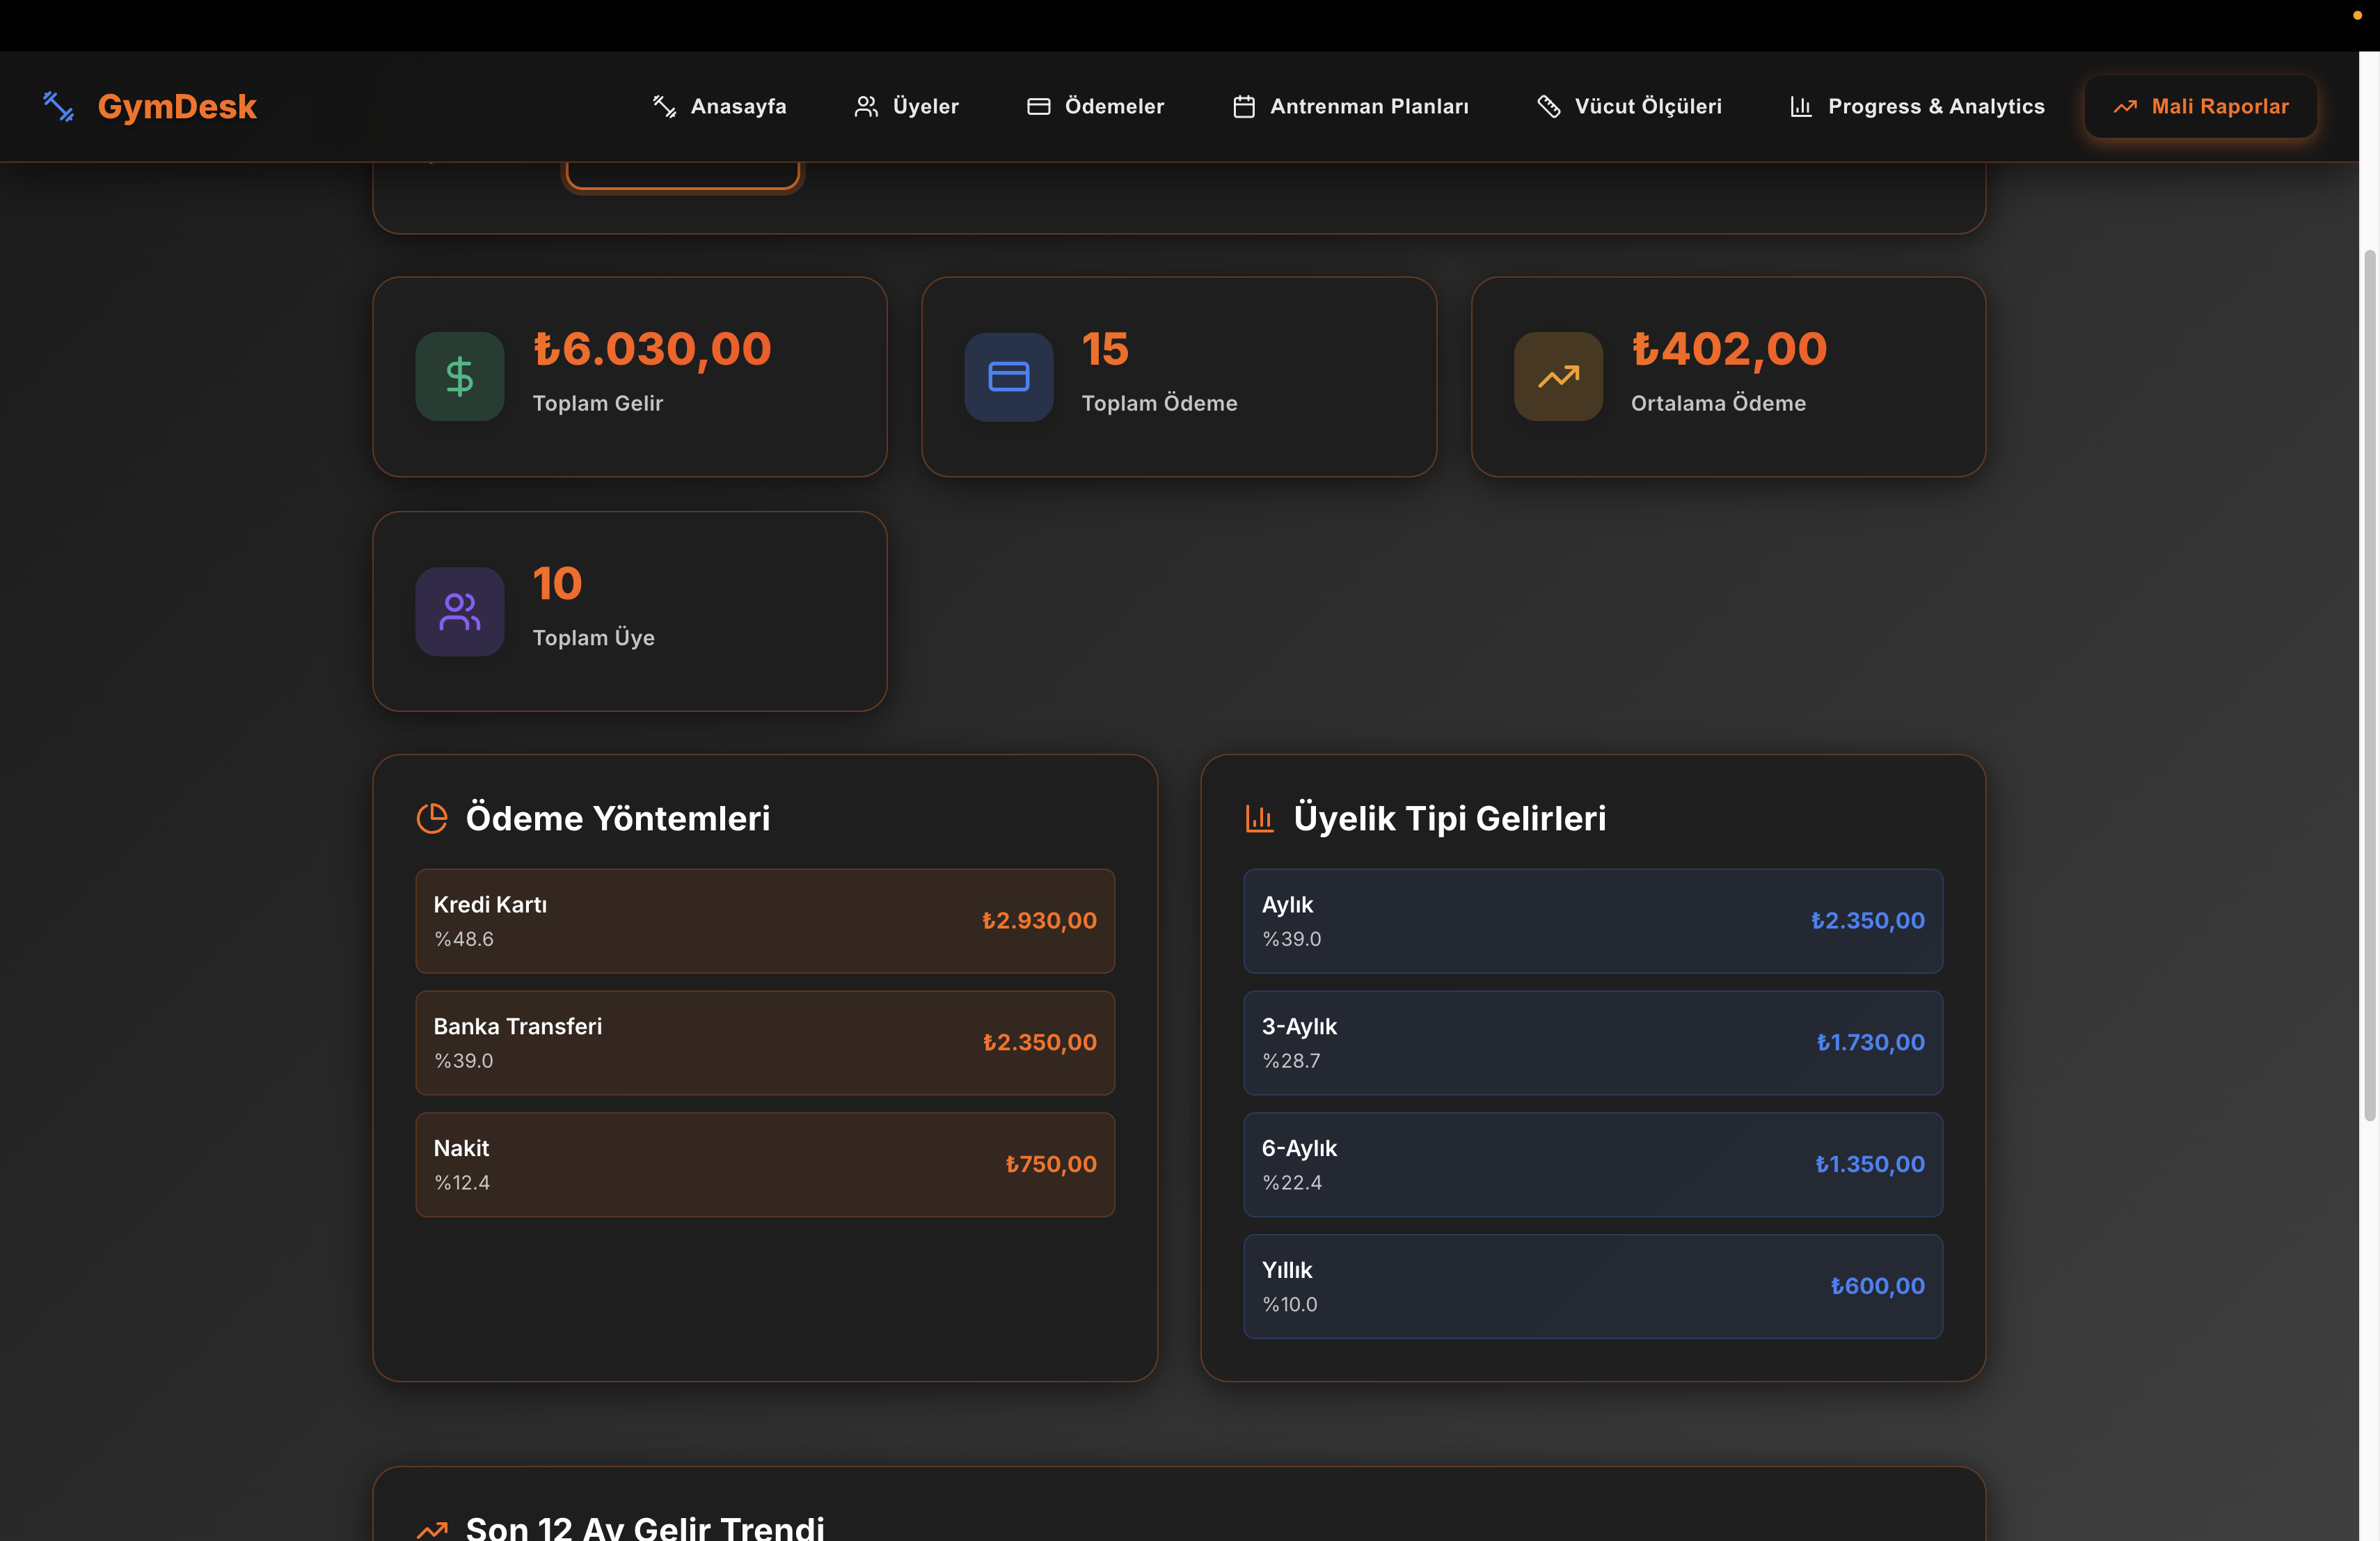 GymDesk
Anasayfa
Üyeler
Ödemeler
Antrenman Planları
Vücut Ölçüleri
Progress & Analytics
Mali Raporlar
₺6.030,00
Toplam Gelir
15
Toplam Ödeme
₺402,00
Ortalama Ödeme
10
Toplam Üye
Ödeme Yöntemleri
Kredi Kartı
%48.6
₺2.930,00
Banka Transferi
%39.0
₺2.350,00
Nakit
%12.4
₺750,00
Üyelik Tipi Gelirleri
Aylık
%39.0
₺2.350,00
3-Aylık
%28.7
₺1.730,00
6-Aylık
%22.4
₺1.350,00
Yıllık
%10.0
₺600,00
Son 12 Ay Gelir Trendi